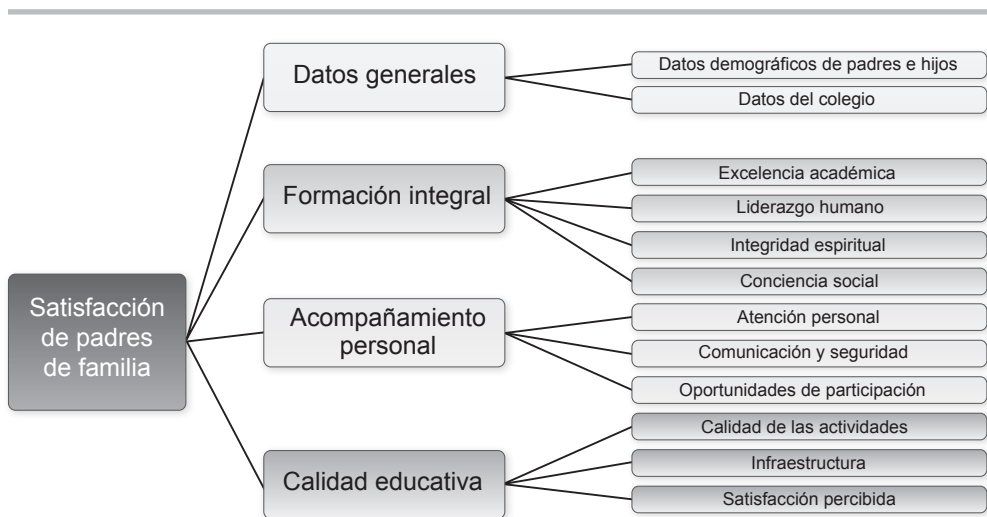 Satisfacción
de padres
de familia
Datos generales
Datos demográficos de padres e hijos
Datos del colegio
Formación integral
Excelencia académica
Liderazgo humano
Integridad espiritual
Conciencia social
Acompañamiento
personal
Atención personal
Comunicación y seguridad
Oportunidades de participación
Calidad educativa
Calidad de las actividades
Infraestructura
Satisfacción percibida